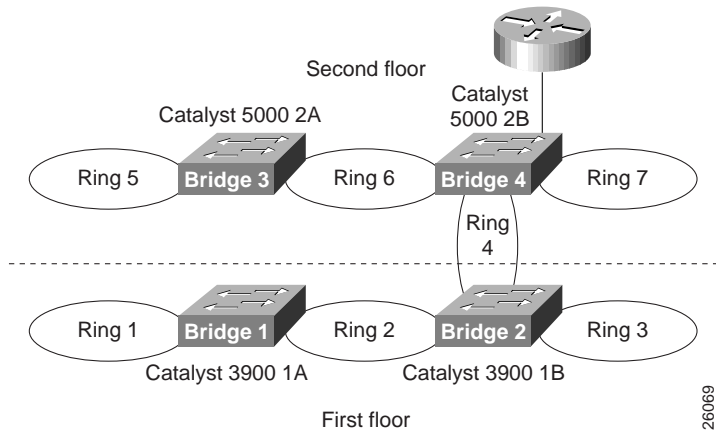 Second floor
Catalyst
5000 2B
Catalyst 5000 2A
Ring 5
Bridge 3
Ring 6
Bridge 4
Ring 7
Ring
4
Ring 1
Bridge 1
Ring 2
Bridge 2
Ring 3
Catalyst 3900 1A
Catalyst 3900 1B
First floor
26069